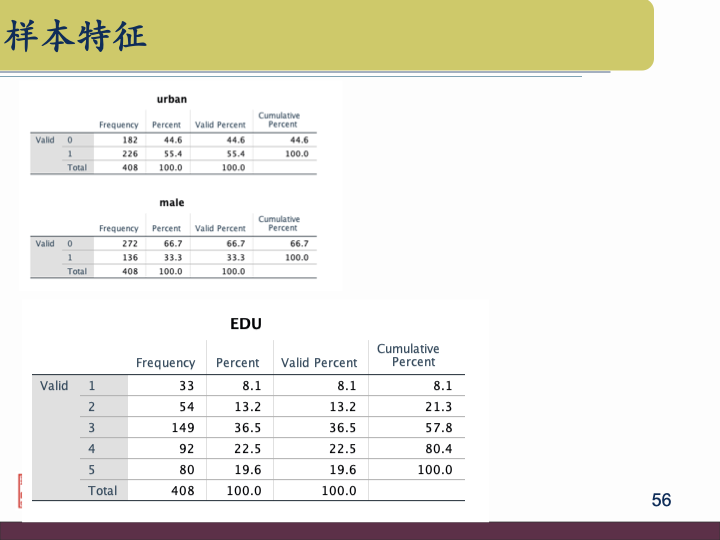 样本特征
urban
Frequency Percent Valid Percent Cumulative Percent
Valid 0 182 44.6 44.6 44.6
1 226 55.4 55.4 100.0
Total 408 100.0 100.0
male
Frequency Percent Valid Percent Cumulative Percent
Valid 0 272 66.7 66.7 66.7
1 136 33.3 33.3 100.0
Total 408 100.0 100.0
EDU
Frequency Percent Valid Percent Cumulative Percent
Valid 1 33 8.1 8.1 8.1
2 54 13.2 13.2 21.3
3 149 36.5 36.5 57.8
4 92 22.5 22.5 80.4
5 80 19.6 19.6 100.0
Total 408 100.0 100.0
56